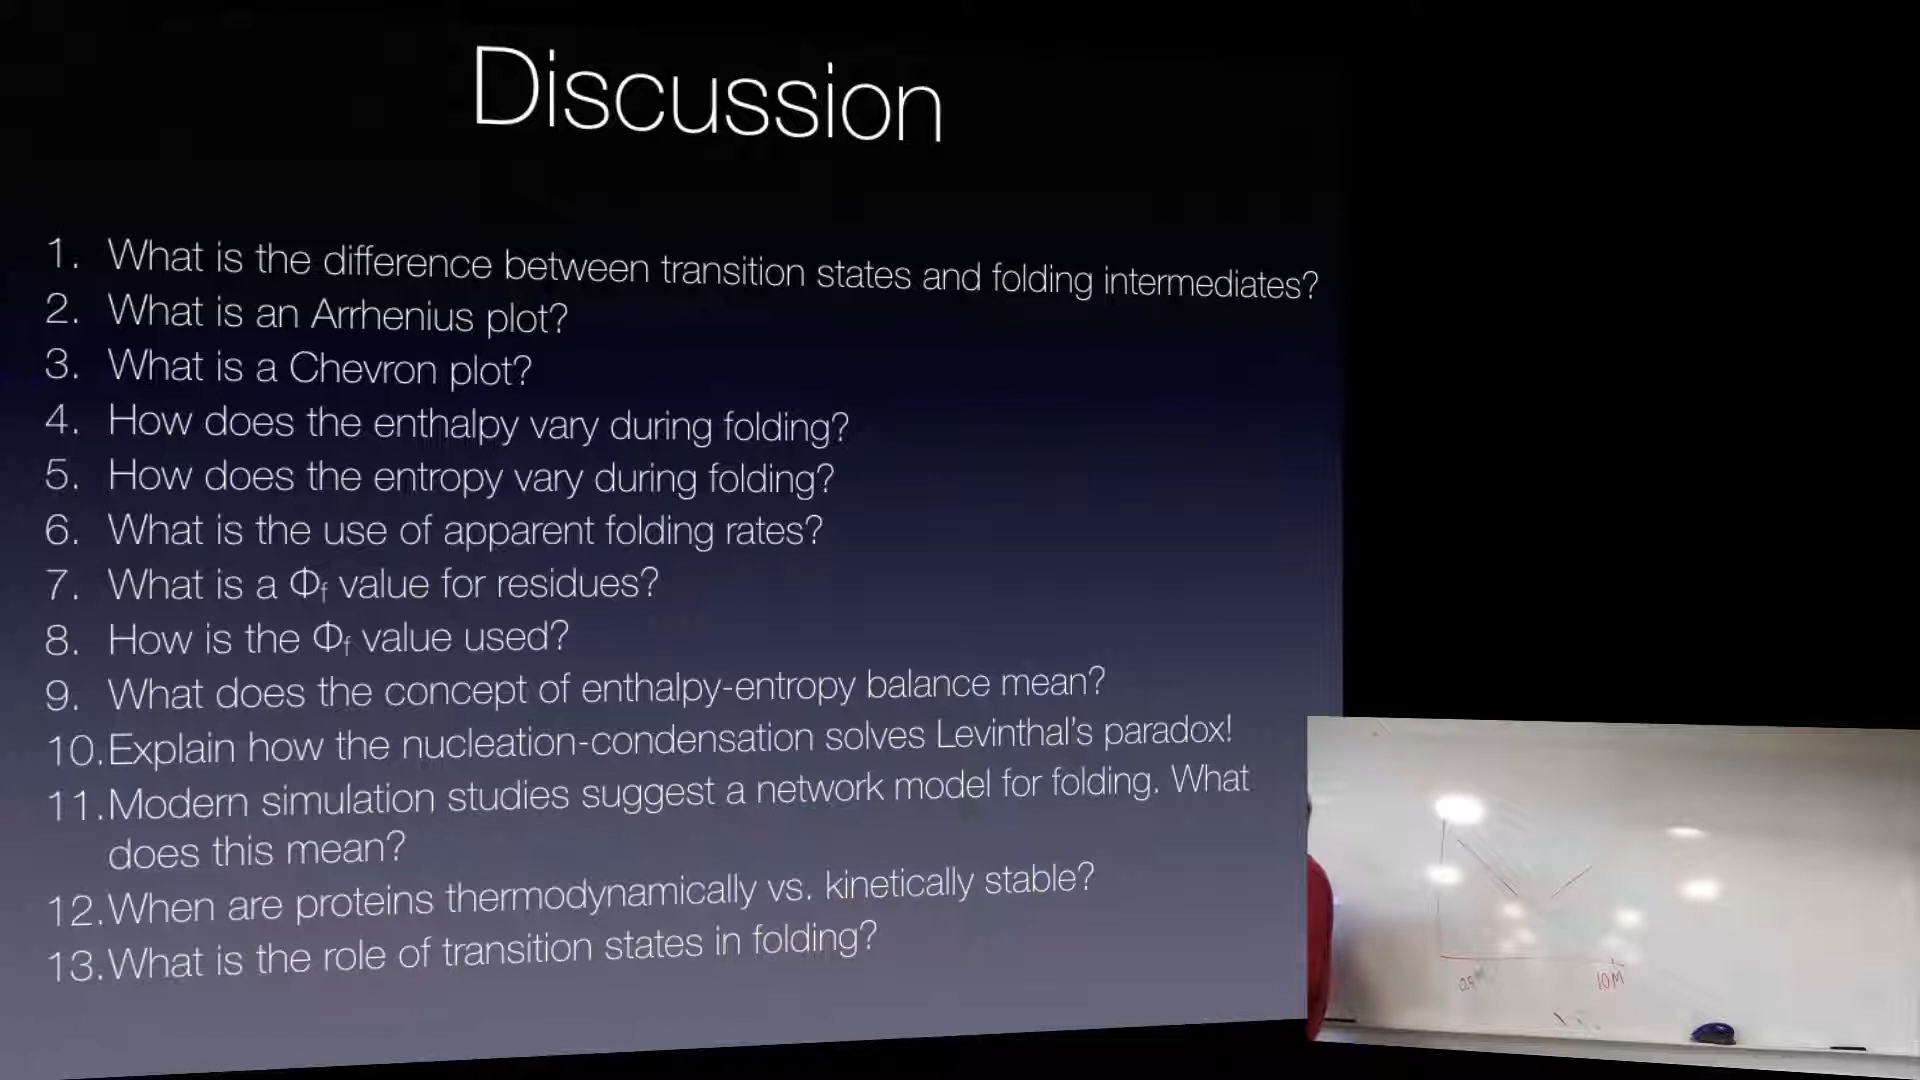 Discussion
1. What is the difference between transition states and folding intermediates?
2. What is an Arrhenius plot?
3. What is a Chevron plot?
4. How does the enthalpy vary during folding?
5. How does the entropy vary during folding?
6. What is the use of apparent folding rates?
7. What is a Φf value for residues?
8. How is the Φf value used?
9. What does the concept of enthalpy-entropy balance mean?
10. Explain how the nucleation-condensation solves Levinthal's paradox!
11. Modern simulation studies suggest a network model for folding. What
does this mean?
12. When are proteins thermodynamically vs. kinetically stable?
13. What is the role of transition states in folding?
10M